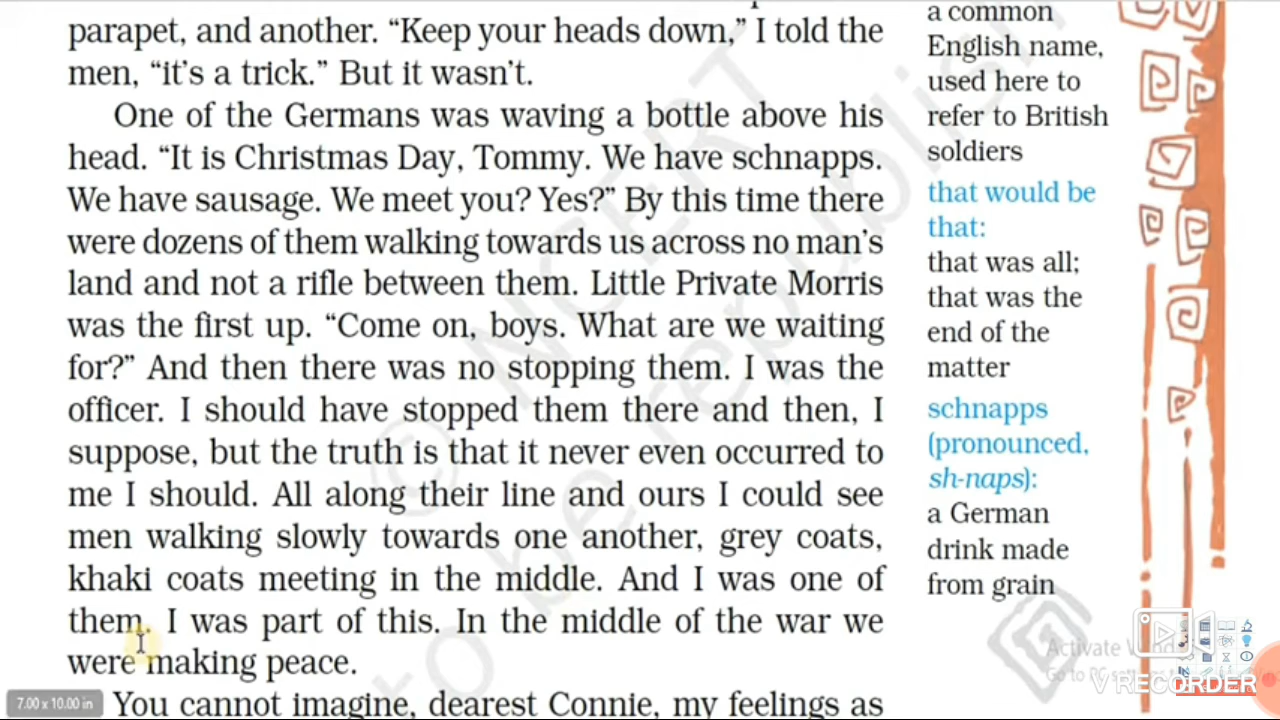 parapet, and another. “Keep your heads down,” I told the
men, “it’s a trick.” But it wasn’t.
One of the Germans was waving a bottle above his
head. “It is Christmas Day, Tommy. We have schnapps.
We have sausage. We meet you? Yes?” By this time there
were dozens of them walking towards us across no man’s
land and not a rifle between them. Little Private Morris
was the first up. “Come on, boys. What are we waiting
for?” And then there was no stopping them. I was the
officer. I should have stopped them there and then, I
suppose, but the truth is that it never even occurred to
me I should. All along their line and ours I could see
men walking slowly towards one another, grey coats,
khaki coats meeting in the middle. And I was one of
them. I was part of this. In the middle of the war we
were making peace.
You cannot imagine, dearest Connie, my feelings as
a common
English name,
used here to
refer to British
soldiers
that would be
that:
that was all;
that was the
end of the
matter
schnapps
(pronounced,
sh-naps):
a German
drink made
from grain
© NCERT
to be republish
Activate
Go to PC
V RECORDER
7.00 x 10.00 in